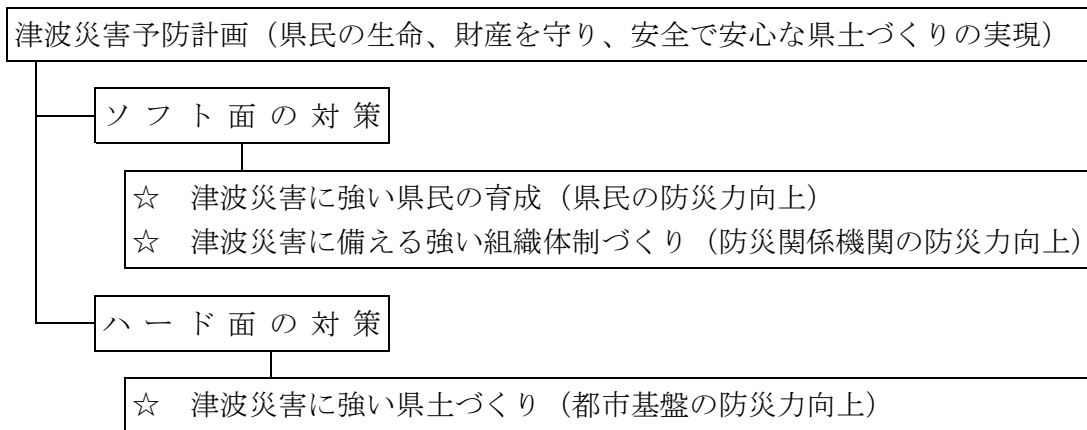 津波災害予防計画(県民の生命、財産を守り、安全で安心な県土づくりの実現)
ソフト面の対策
☆ 津波災害に強い県民の育成(県民の防災力向上)
☆ 津波災害に備える強い組織体制づくり(防災関係機関の防災力向上)
ハード面の対策
☆ 津波災害に強い県土づくり(都市基盤の防災力向上)